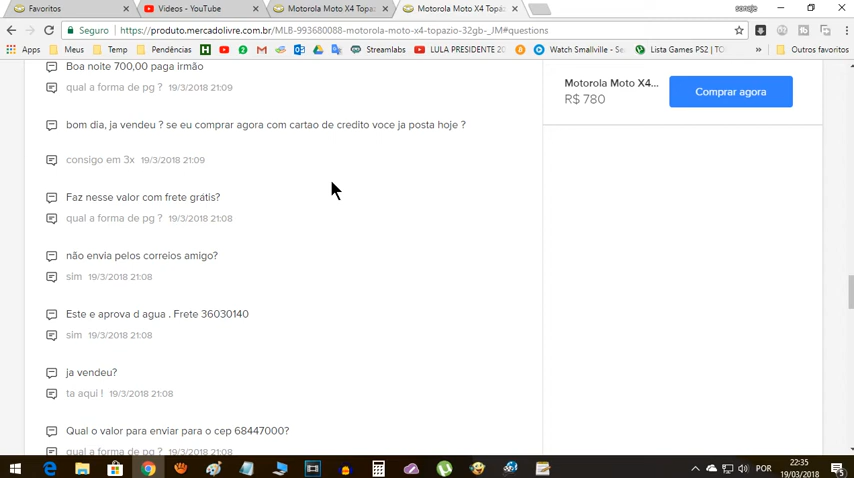 Favoritos
Videos - YouTube
Motorola Moto X4 Topaz
Motorola Moto X4 Topáz
Seguro
https://produto.mercadolivre.com.br/MLB-993680088-motorola-moto-x4-topazio-32gb-_JM#questions
Apps
Meus
Temp
Pendências
Streamlabs
LULA PRESIDENTE 20
Watch Smallville - Se
Lista Games PS2 | TO
»
Outros favoritos
Boa noite 700,00 paga irmão
qual a forma de pg ? 19/3/2018 21:09
bom dia, ja vendeu ? se eu comprar agora com cartao de credito voce ja posta hoje ?
consigo em 3x 19/3/2018 21:09
Faz nesse valor com frete grátis?
qual a forma de pg ? 19/3/2018 21:08
não envia pelos correios amigo?
sim 19/3/2018 21:08
Este e aprova d agua . Frete 36030140
sim 19/3/2018 21:08
ja vendeu?
ta aqui ! 19/3/2018 21:08
Qual o valor para enviar para o cep 68447000?
qual a forma de pg ? 19/3/2018 21:08
Motorola Moto X4...
R$ 780
Comprar agora
POR
22:35
19/03/2018
5